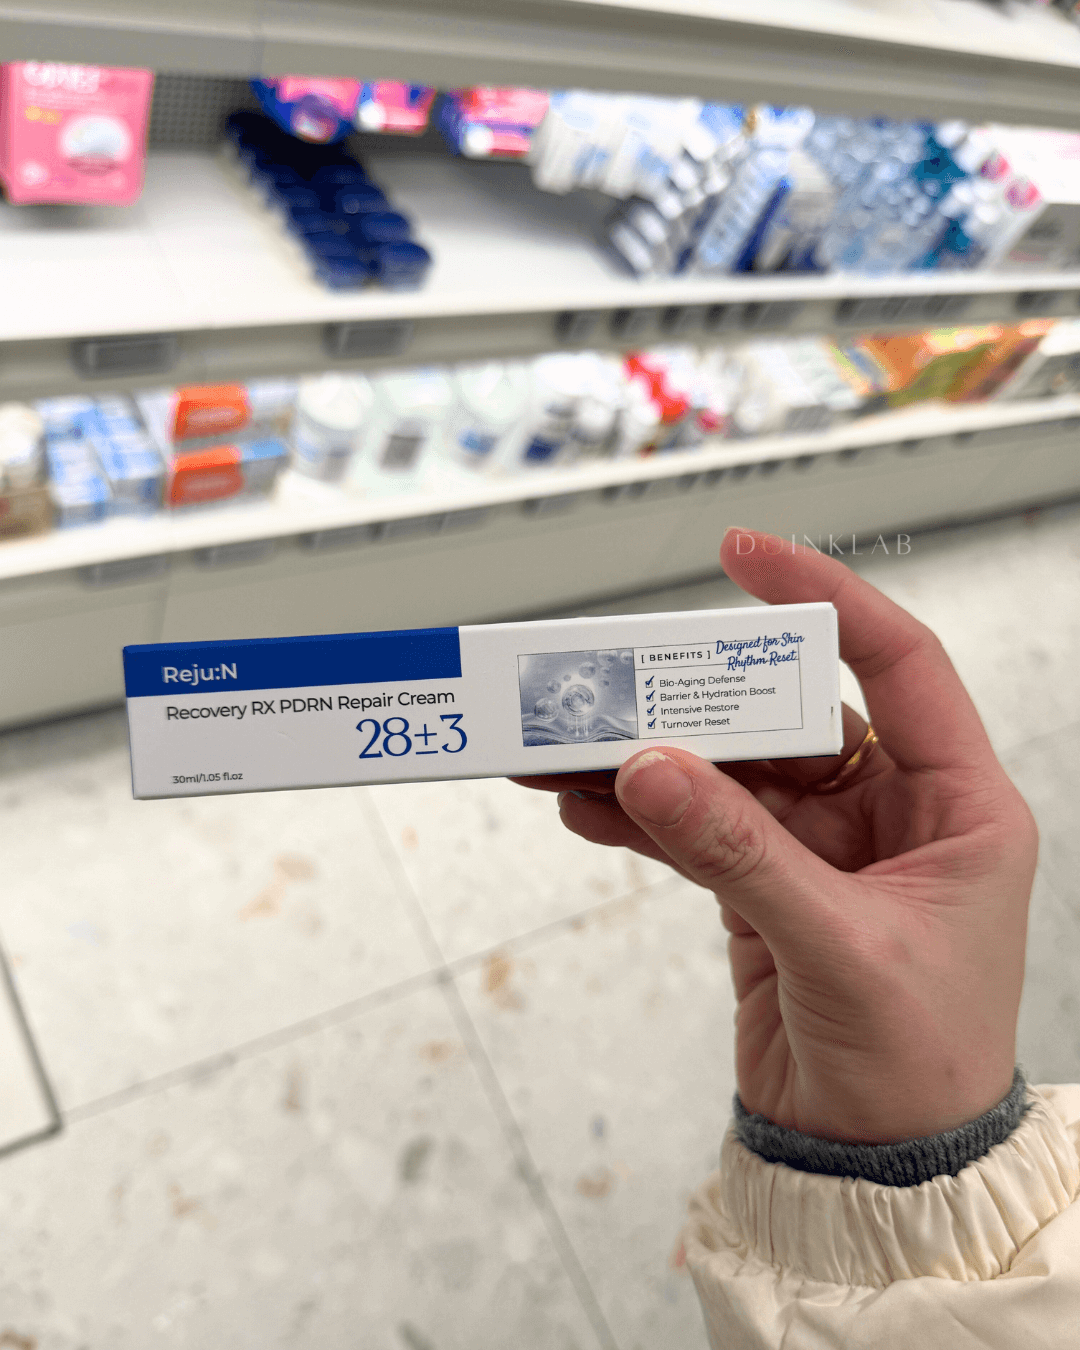 DOINKLAB
Reju:N
Recovery RX PDRN Repair Cream
28±3
30ml/1.05 fl.oz
[ BENEFITS ]
Designed for Skin
Rhythm Reset.
Bio-Aging Defense
Barrier & Hydration Boost
Intensive Restore
Turnover Reset